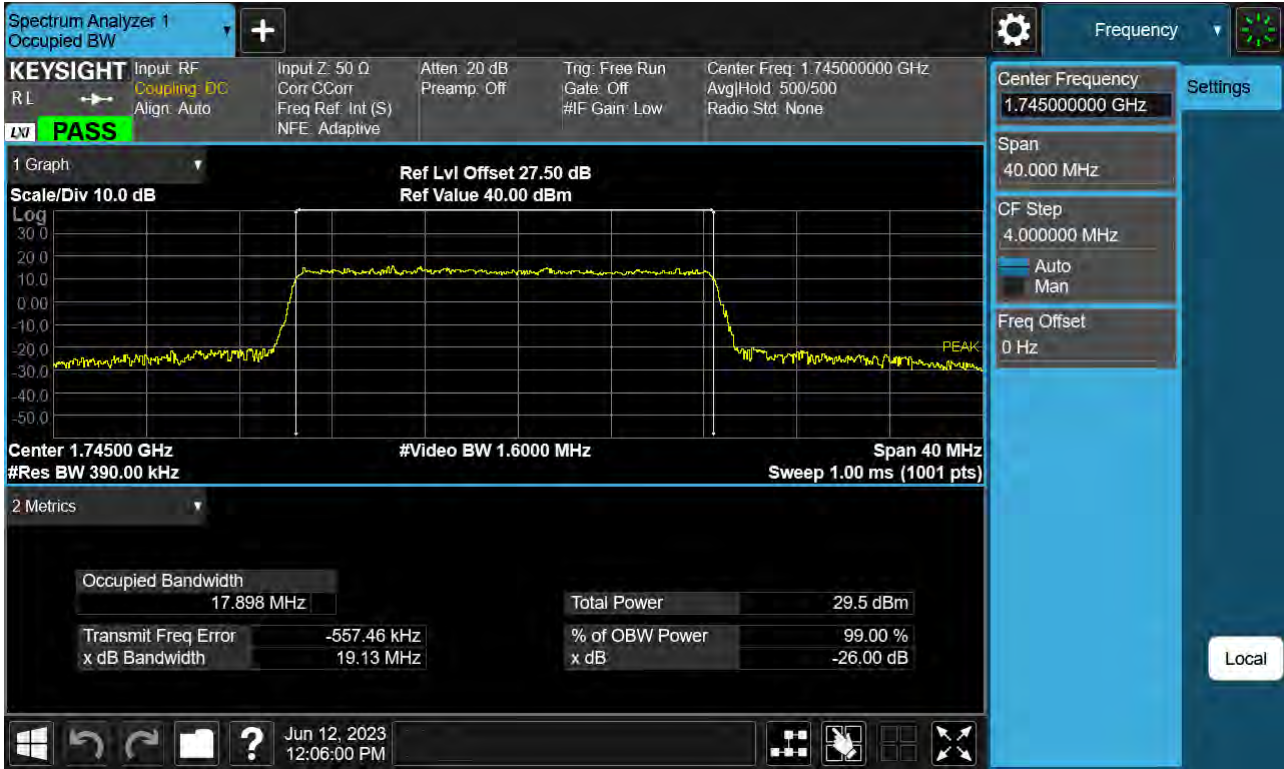 Spectrum Analyzer 1
Occupied BW
+
Frequency
KEYSIGHT
RL
LXI
PASS
Input: RF
Coupling: DC
Align: Auto
Input Z: 50 Ω
Corr CCorr
Freq Ref: Int (S)
NFE: Adaptive
Atten: 20 dB
Preamp: Off
Trig: Free Run
Gate: Off
#IF Gain: Low
Center Freq: 1.745000000 GHz
Avg|Hold: 500/500
Radio Std: None
Center Frequency
1.745000000 GHz
Settings
Span
40.000 MHz
CF Step
4.000000 MHz
Auto
Man
Freq Offset
0 Hz
Local
1 Graph
Scale/Div 10.0 dB
Ref Lvl Offset 27.50 dB
Ref Value 40.00 dBm
Log
30.0
20.0
10.0
0.00
-10.0
-20.0
-30.0
-40.0
-50.0
PEAK
Center 1.74500 GHz
#Video BW 1.6000 MHz
Span 40 MHz
#Res BW 390.00 kHz
Sweep 1.00 ms (1001 pts)
2 Metrics
Occupied Bandwidth
17.898 MHz
Total Power 29.5 dBm
Transmit Freq Error -557.46 kHz
% of OBW Power 99.00 %
x dB Bandwidth 19.13 MHz
x dB -26.00 dB
?
Jun 12, 2023
12:06:00 PM